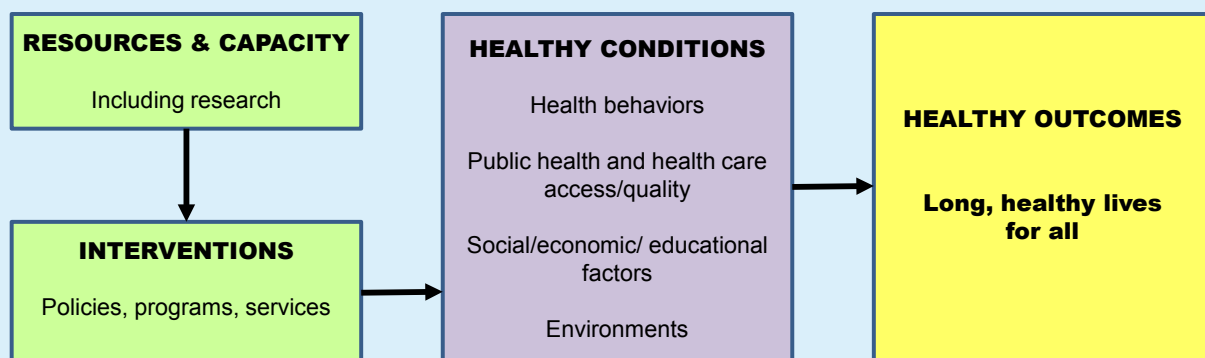 RESOURCES & CAPACITY
Including research
INTERVENTIONS
Policies, programs, services
HEALTHY CONDITIONS
Health behaviors
Public health and health care
access/quality
Social/economic/ educational
factors
Environments
HEALTHY OUTCOMES
Long, healthy lives
for all